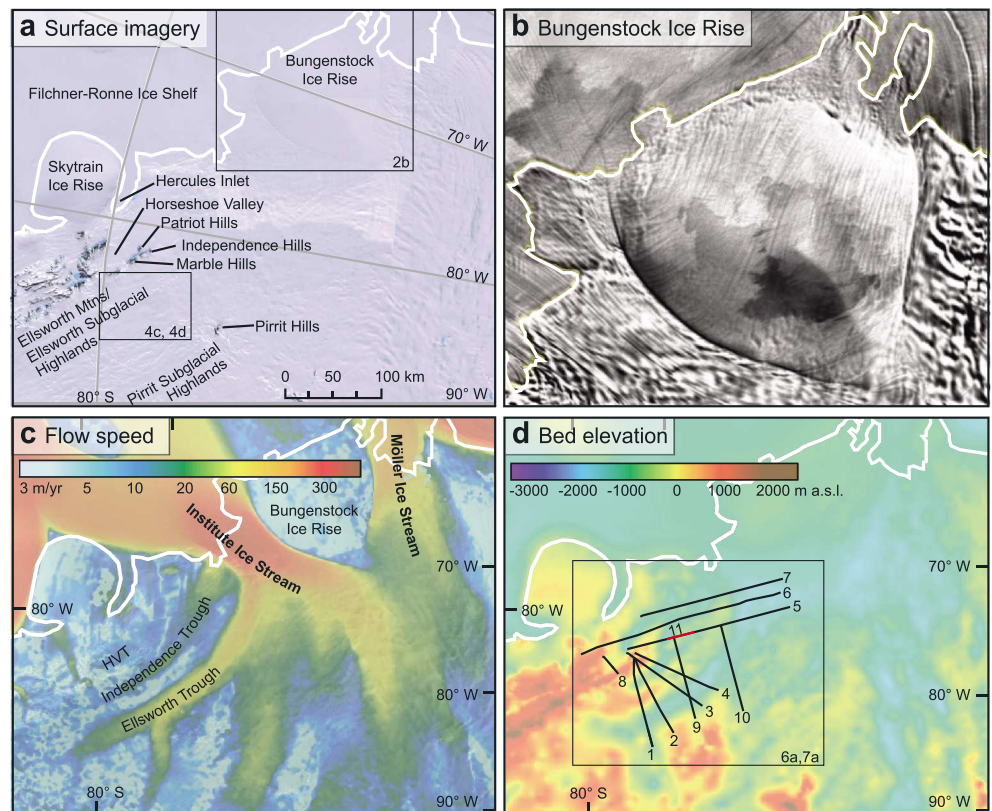 a Surface imagery
Bungenstock
Ice Rise
Filchner-Ronne Ice Shelf
70° W
2b
Skytrain
Ice Rise
Hercules Inlet
Horseshoe Valley
Patriot Hills
Independence Hills
Marble Hills
80° W
Ellsworth Mtns/
Ellsworth Subglacial
Highlands
4c, 4d
Pirrit Hills
Pirrit Subglacial
Highlands
0 50 100 km
80° S
90° W
b Bungenstock Ice Rise
c Flow speed
3 m/yr 5 10 20 60 150 300
Möller Ice Stream
Bungenstock
Ice Rise
Institute Ice Stream
70° W
80° W
HVT
Independence Trough
Ellsworth Trough
80° W
80° S
90° W
d Bed elevation
-3000 -2000 -1000 0 1000 2000 m a.s.l.
70° W
7
6
5
80° W
11
8
4
3
10
9
2
1
80° W
6a,7a
80° S
90° W